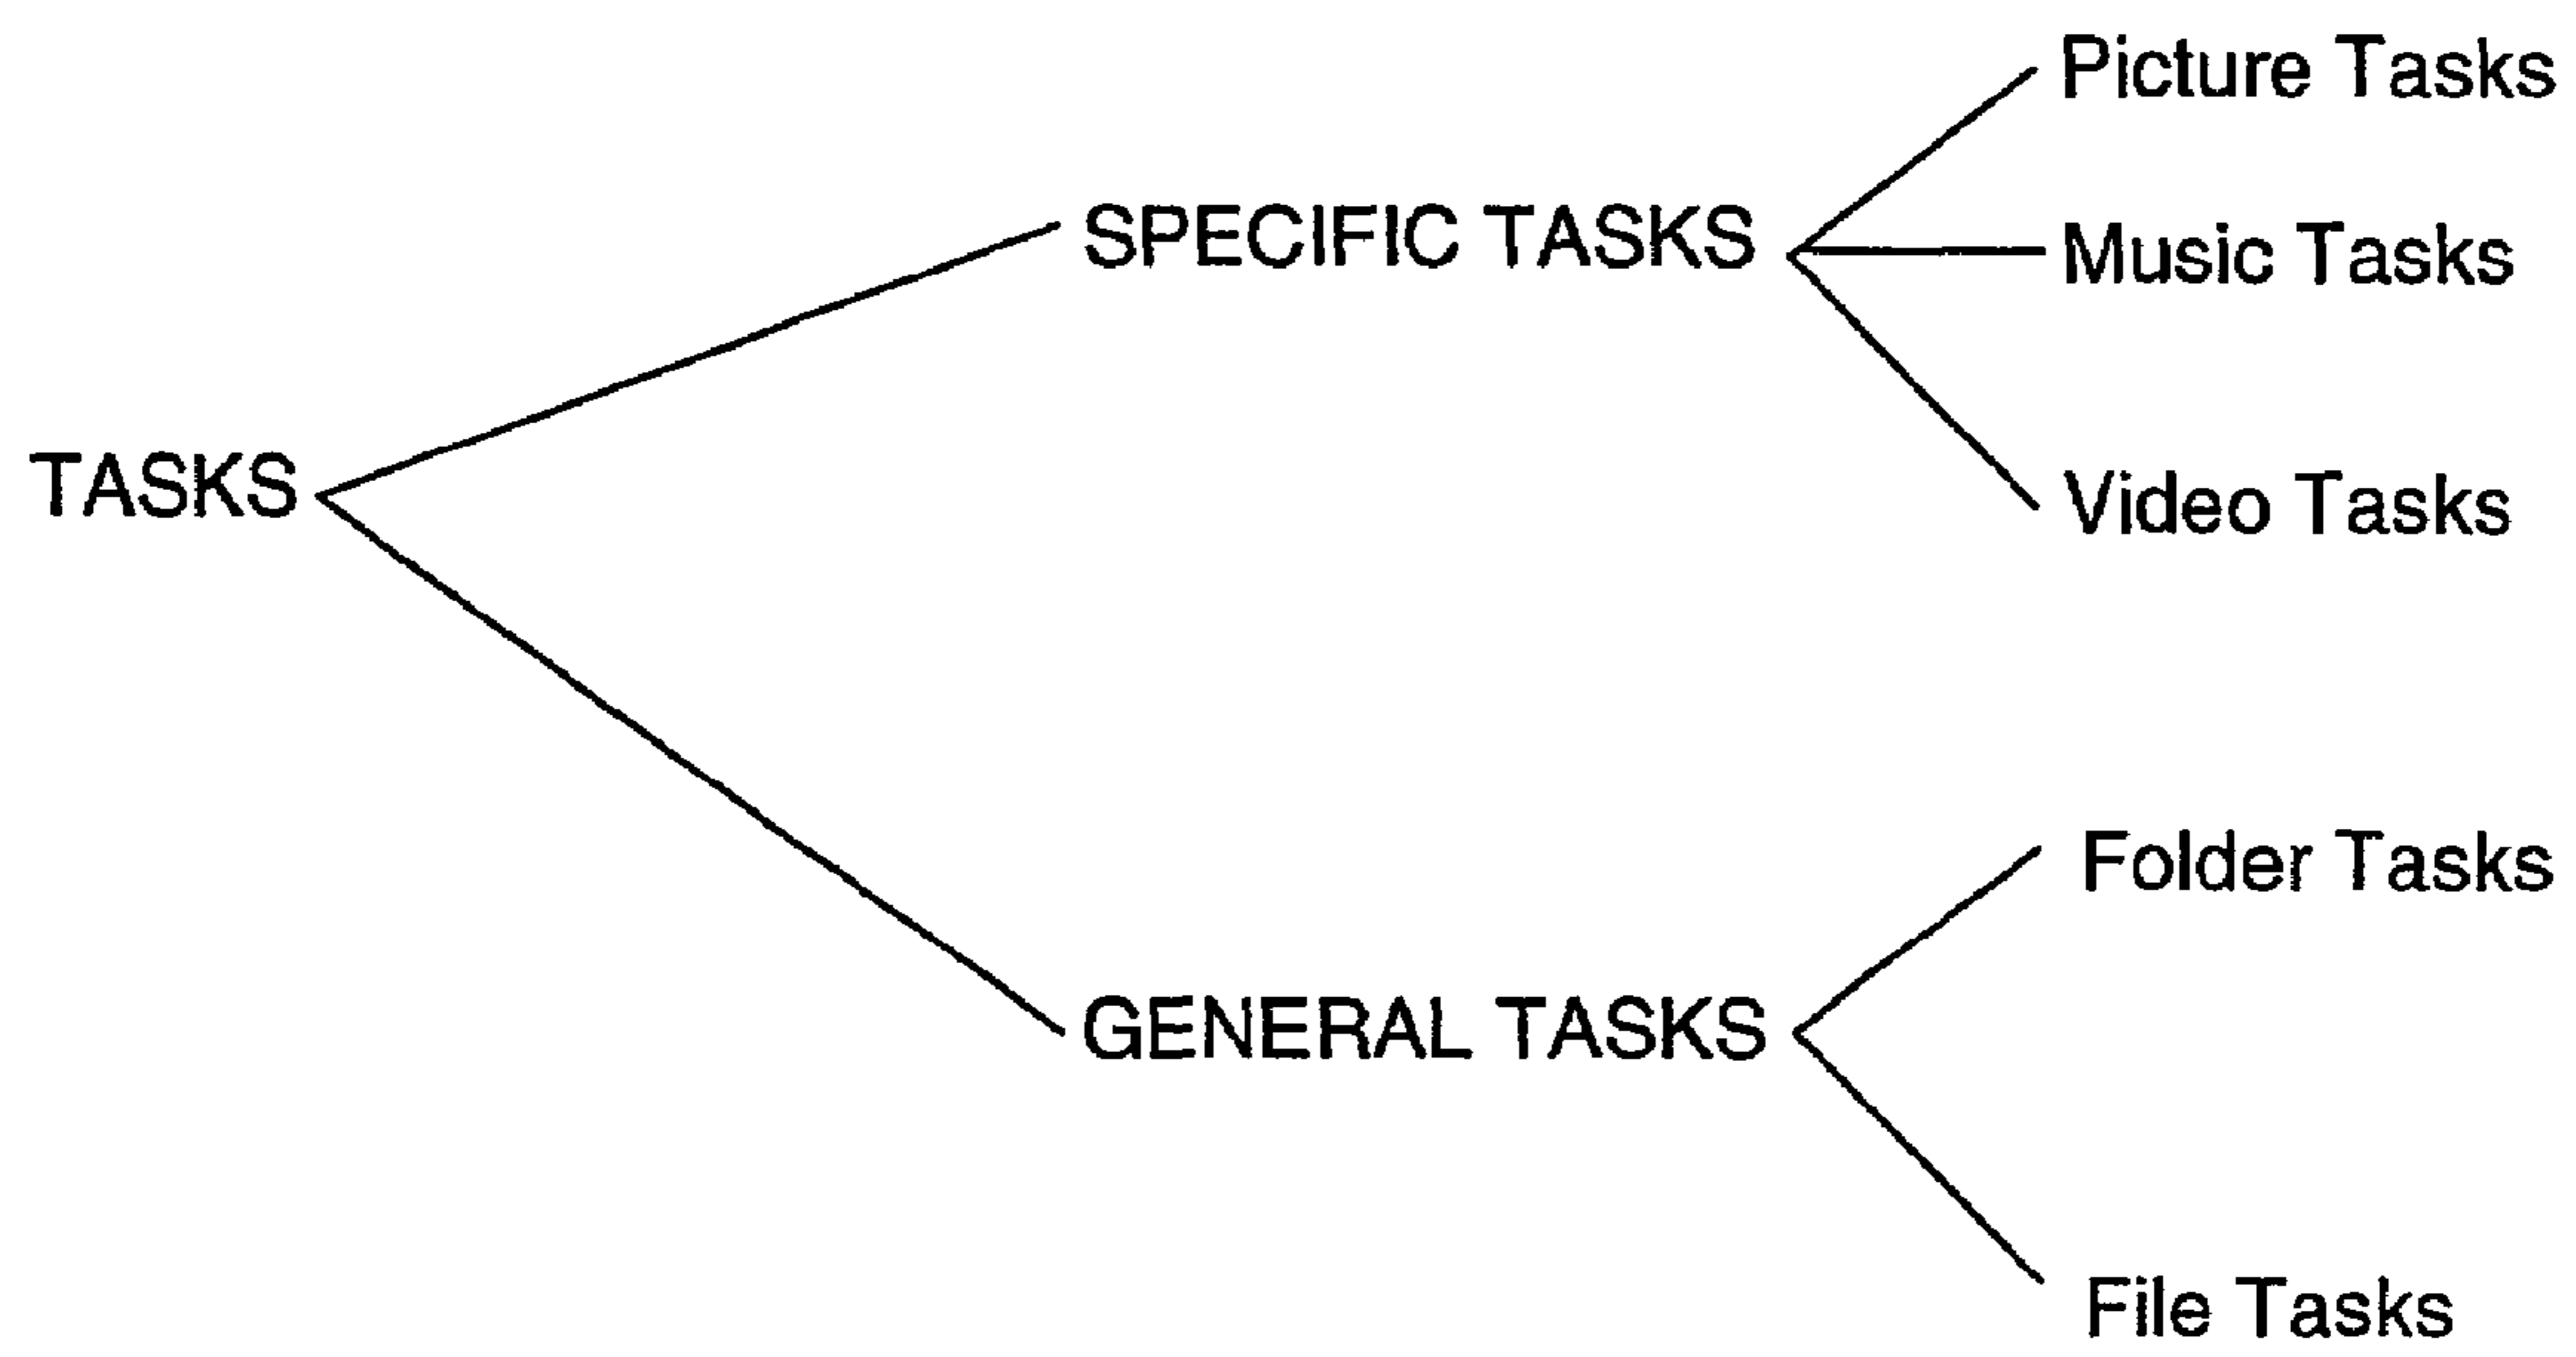 Picture Tasks
SPECIFIC TASKS
Music Tasks
TASKS
Video Tasks
Folder Tasks
GENERAL TASKS
File Tasks